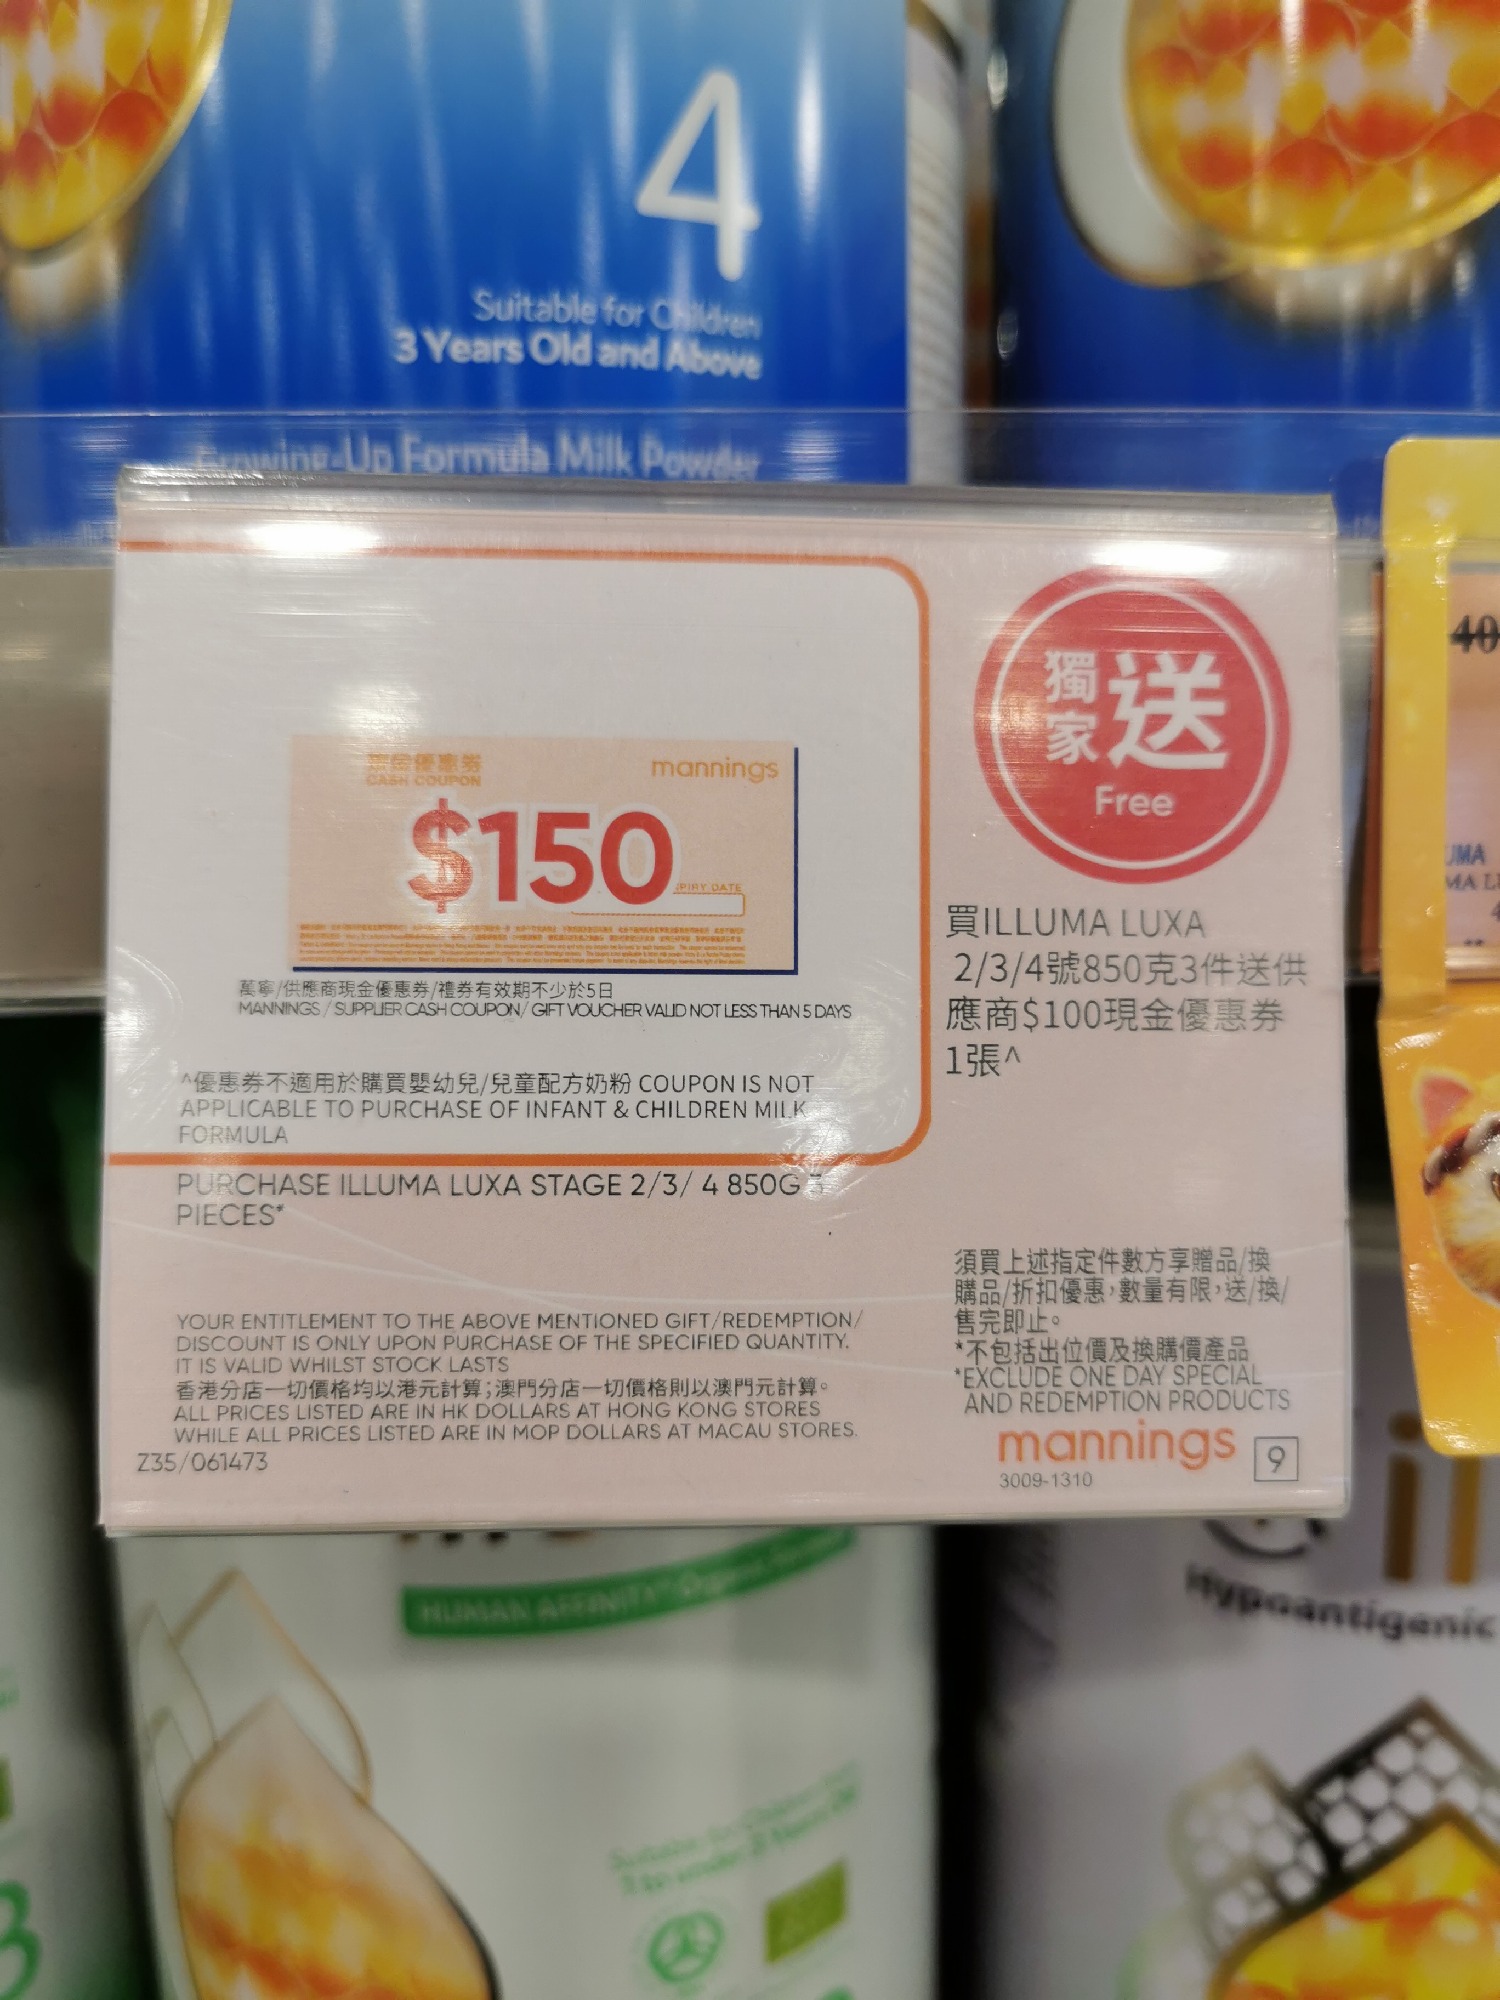 4
Suitable for Children
3 Years Old and Above
Growing-Up Formula Milk Powder
現金優惠券
CASH COUPON
mannings
$150
EXPIRY DATE
萬寧/供應商現金優惠券/禮券有效期不少於5日
MANNINGS / SUPPLIER CASH COUPON / GIFT VOUCHER VALID NOT LESS THAN 5 DAYS
^優惠券不適用於購買嬰幼兒/兒童配方奶粉 COUPON IS NOT
APPLICABLE TO PURCHASE OF INFANT & CHILDREN MILK
FORMULA
PURCHASE ILLUMA LUXA STAGE 2/3/ 4 850G 3
PIECES*
YOUR ENTITLEMENT TO THE ABOVE MENTIONED GIFT/REDEMPTION/
DISCOUNT IS ONLY UPON PURCHASE OF THE SPECIFIED QUANTITY.
IT IS VALID WHILST STOCK LASTS
香港分店一切價格均以港元計算;澳門分店一切價格則以澳門元計算。
ALL PRICES LISTED ARE IN HK DOLLARS AT HONG KONG STORES
WHILE ALL PRICES LISTED ARE IN MOP DOLLARS AT MACAU STORES.
Z35/061473
獨家
送
Free
買ILLUMA LUXA
2/3/4號850克3件送供
應商$100現金優惠券
1張^
須買上述指定件數方享贈品/換
購品/折扣優惠,數量有限,送/換/
售完即止。
*不包括出位價及換購價產品
*EXCLUDE ONE DAY SPECIAL
AND REDEMPTION PRODUCTS
mannings
9
3009-1310
40
HUMAN AFFINITY
Hypoantigenic
3